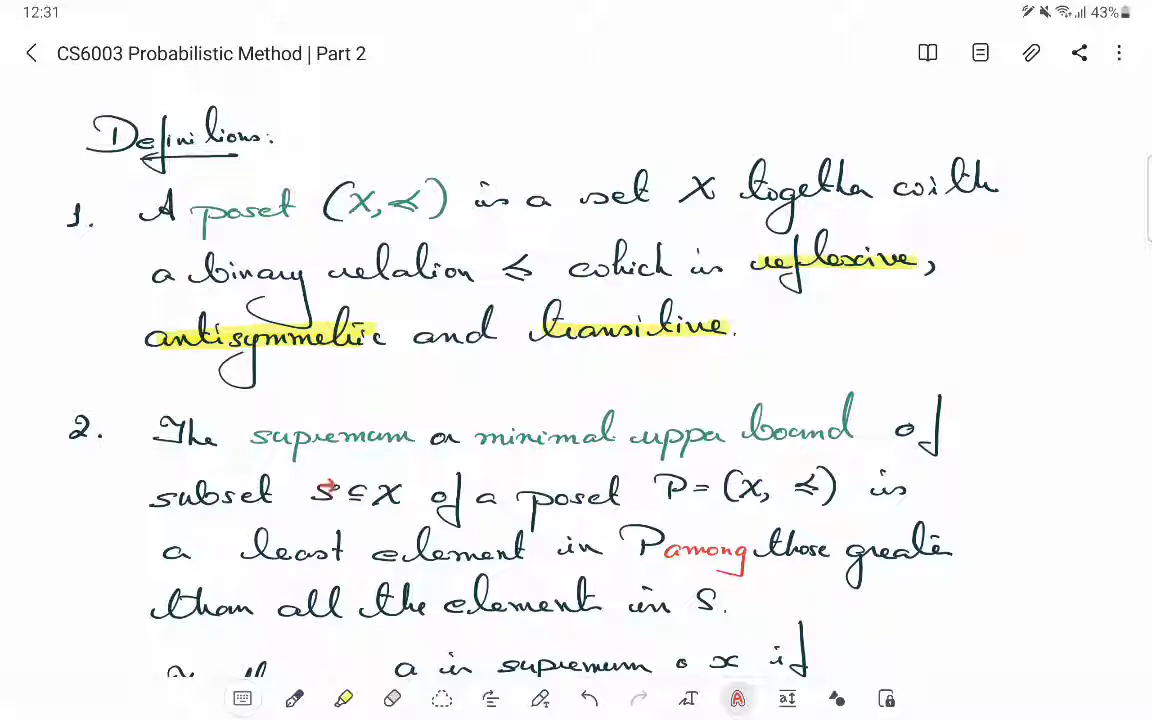 12:31
43%
CS6003 Probabilistic Method | Part 2
Definitions:
1. A poset (X, ≼) is a set X together with
a binary relation ≼ which is reflexive,
antisymmetric and transitive.
2. The supremum or minimal upper bound of
subset S ⊆ X of a poset P = (X, ≼) is
a least element in P among those greater
than all the element in S.
a is supremum x if